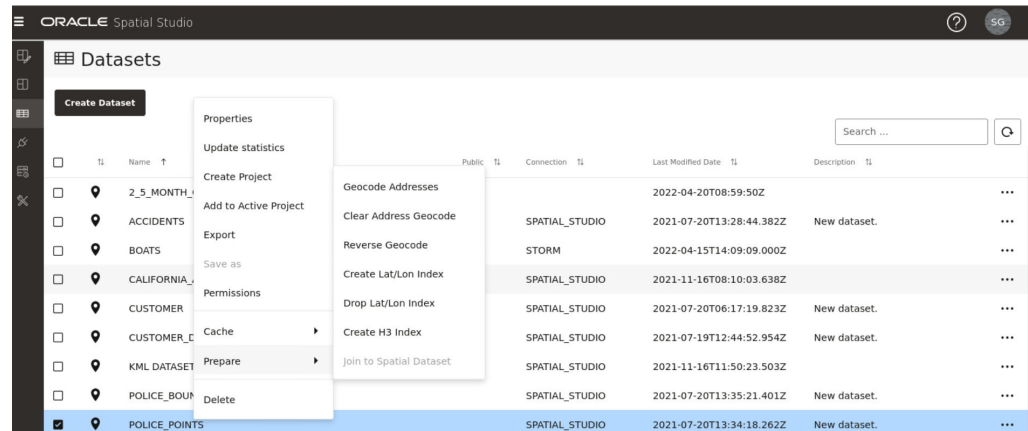 ORACLE Spatial Studio
SG
Datasets
Create Dataset
Search ...
Name Public Connection Last Modified Date Description
2_5_MONTH_ 2022-04-20T08:59:50Z
ACCIDENTS SPATIAL_STUDIO 2021-07-20T13:28:44.382Z New dataset.
BOATS STORM 2022-04-15T14:09:09.000Z
CALIFORNIA_ SPATIAL_STUDIO 2021-11-16T08:10:03.638Z
CUSTOMER SPATIAL_STUDIO 2021-07-20T06:17:19.823Z New dataset.
CUSTOMER_D SPATIAL_STUDIO 2021-07-19T12:44:52.954Z New dataset.
KML DATASET SPATIAL_STUDIO 2021-11-16T11:50:23.503Z
POLICE_BOUN SPATIAL_STUDIO 2021-07-20T13:35:21.401Z New dataset.
POLICE_POINTS SPATIAL_STUDIO 2021-07-20T13:34:18.262Z New dataset.
Properties
Update statistics
Create Project
Add to Active Project
Export
Save as
Permissions
Cache
Prepare
Delete
Geocode Addresses
Clear Address Geocode
Reverse Geocode
Create Lat/Lon Index
Drop Lat/Lon Index
Create H3 Index
Join to Spatial Dataset